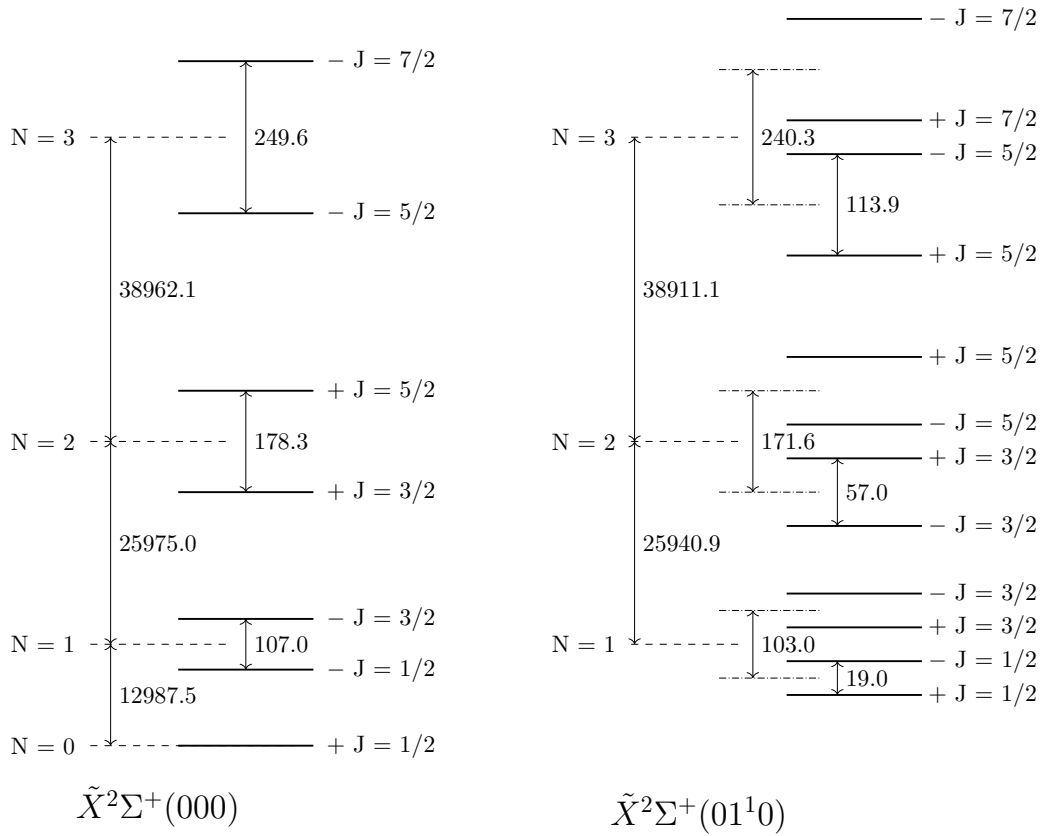 − J = 7/2
− J = 7/2
N = 3
249.6
− J = 5/2
38962.1
+ J = 5/2
N = 2
178.3
+ J = 3/2
25975.0
− J = 3/2
N = 1
107.0
− J = 1/2
12987.5
N = 0
+ J = 1/2
X̃²Σ⁺(000)
N = 3
240.3
+ J = 7/2
− J = 5/2
113.9
+ J = 5/2
38911.1
+ J = 5/2
N = 2
171.6
− J = 5/2
+ J = 3/2
57.0
− J = 3/2
25940.9
− J = 3/2
N = 1
103.0
+ J = 3/2
− J = 1/2
19.0
+ J = 1/2
X̃²Σ⁺(01¹0)